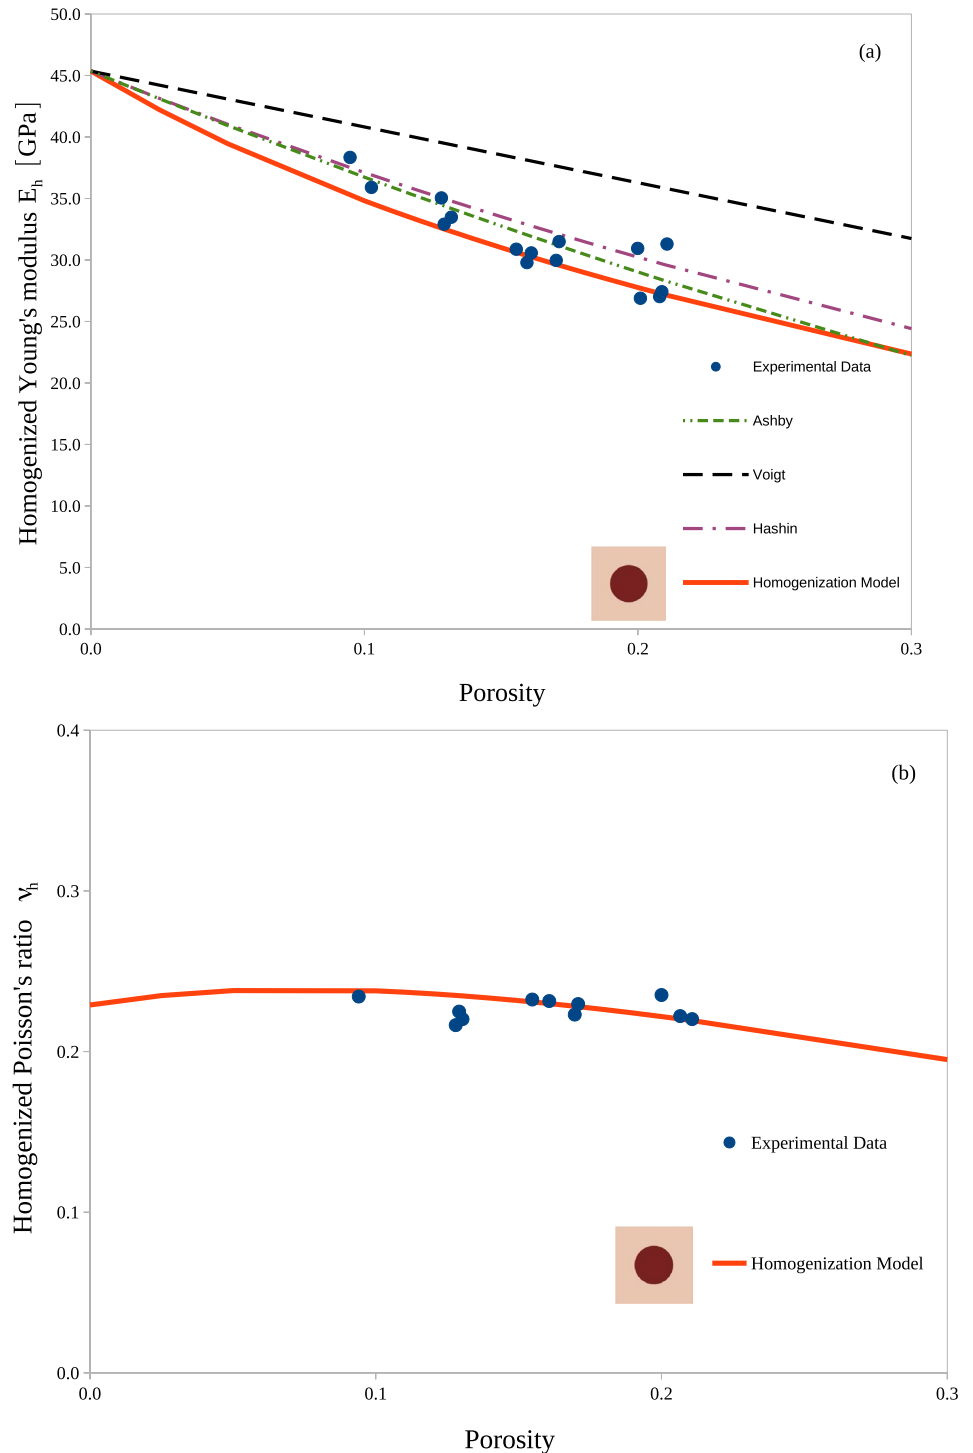 (a)
50.0
45.0
40.0
35.0
30.0
25.0
20.0
15.0
10.0
5.0
0.0
Homogenized Young's modulus Eh [GPa]
Experimental Data
Ashby
Voigt
Hashin
Homogenization Model
0.0 0.1 0.2 0.3
Porosity
(b)
0.4
0.3
0.2
0.1
0.0
Homogenized Poisson's ratio νh
Experimental Data
Homogenization Model
0.0 0.1 0.2 0.3
Porosity